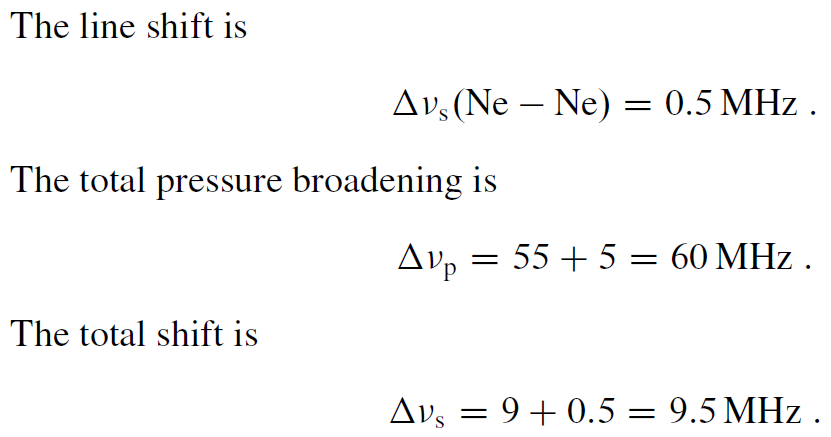 The line shift is
Δνₛ(Ne − Ne) = 0.5 MHz .
The total pressure broadening is
Δνₚ = 55 + 5 = 60 MHz .
The total shift is
Δνₛ = 9 + 0.5 = 9.5 MHz .